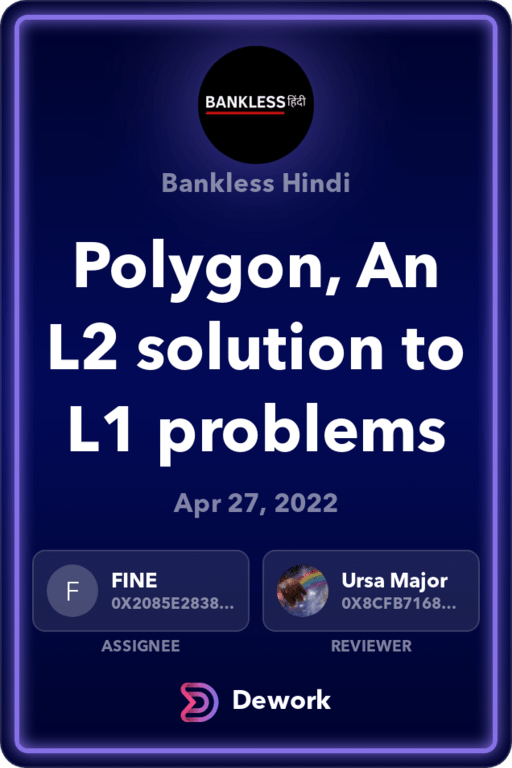 BANKLESS हिंदी
Bankless Hindi
Polygon, An
L2 solution to
L1 problems
Apr 27, 2022
F
FINE
0X2085E2838...
ASSIGNEE
Ursa Major
0X8CFB7168...
REVIEWER
Dework